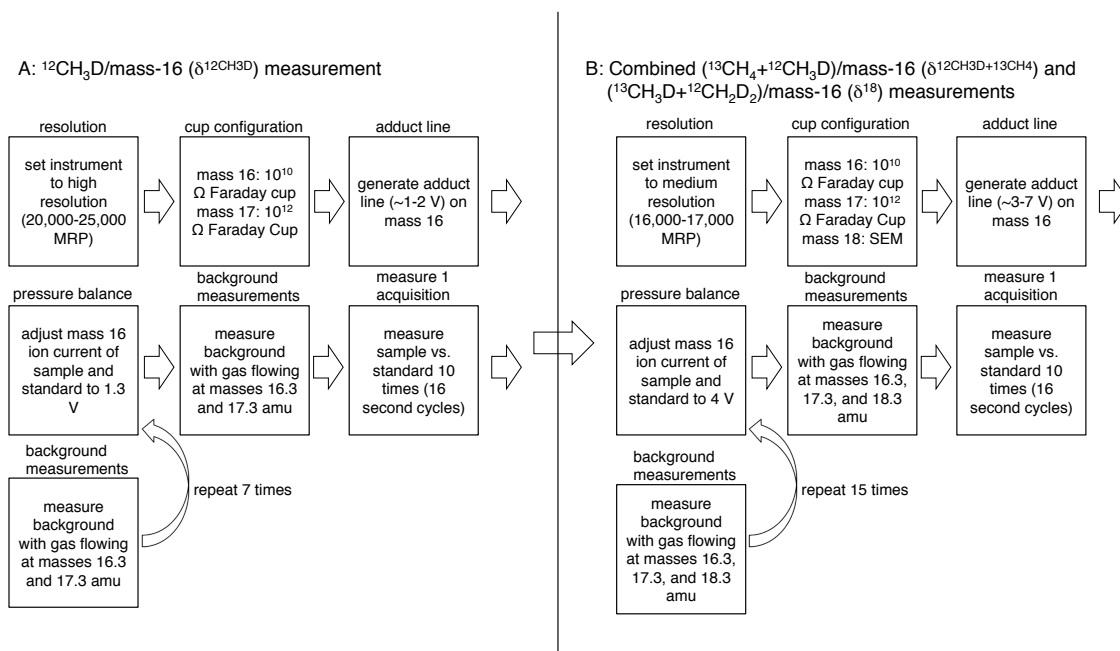 A: ¹²CH₃D/mass-16 (δ¹²ᶜᴴ³ᴰ) measurement
resolution
set instrument
to high
resolution
(20,000-25,000
MRP)
cup configuration
mass 16: 10¹⁰
Ω Faraday cup
mass 17: 10¹²
Ω Faraday Cup
adduct line
generate adduct
line (~1-2 V) on
mass 16
pressure balance
adjust mass 16
ion current of
sample and
standard to 1.3
V
background
measurements
measure
background
with gas flowing
at masses 16.3
and 17.3 amu
measure 1
acquisition
measure
sample vs.
standard 10
times (16
second cycles)
background
measurements
measure
background
with gas flowing
at masses 16.3
and 17.3 amu
repeat 7 times
B: Combined (¹³CH₄+¹²CH₃D)/mass-16 (δ¹²ᶜᴴ³ᴰ⁺¹³ᶜᴴ⁴) and
(¹³CH₃D+¹²CH₂D₂)/mass-16 (δ¹⁸) measurements
resolution
set instrument
to medium
resolution
(16,000-17,000
MRP)
cup configuration
mass 16: 10¹⁰
Ω Faraday cup
mass 17: 10¹²
Ω Faraday Cup
mass 18: SEM
adduct line
generate adduct
line (~3-7 V) on
mass 16
pressure balance
adjust mass 16
ion current of
sample and
standard to 4 V
background
measurements
measure
background
with gas flowing
at masses 16.3,
17.3, and 18.3
amu
measure 1
acquisition
measure
sample vs.
standard 10
times (16
second cycles)
background
measurements
measure
background
with gas flowing
at masses 16.3,
17.3, and 18.3
amu
repeat 15 times